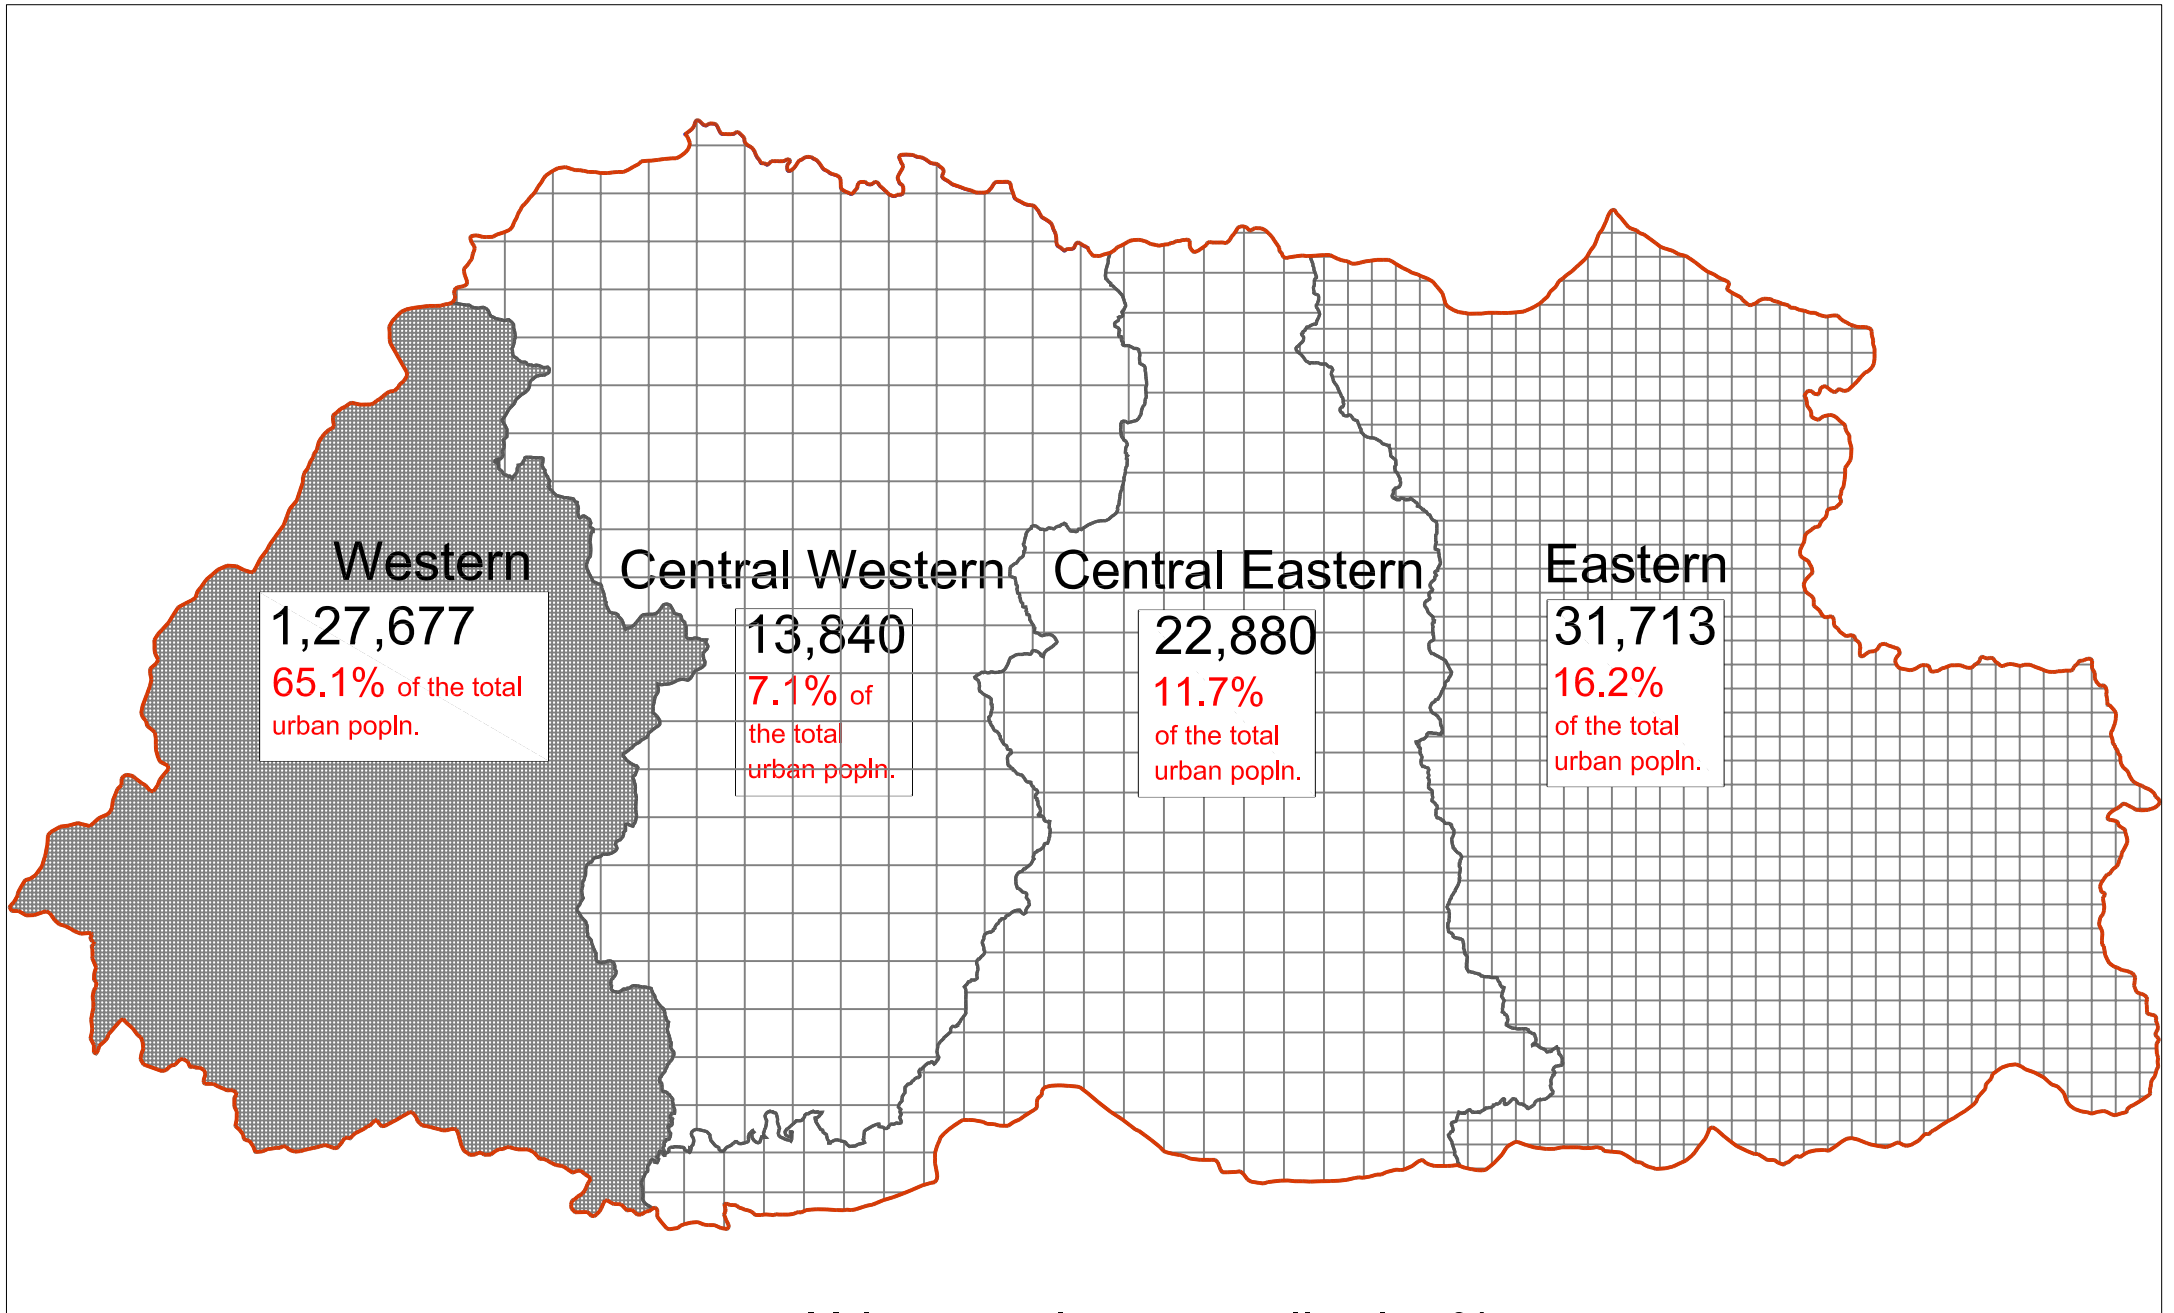 Western
1,27,677
65.1% of the total
urban popln.
Central Western
13,840
7.1% of
the total
urban popln.
Central Eastern
22,880
11.7%
of the total
urban popln.
Eastern
31,713
16.2%
of the total
urban popln.